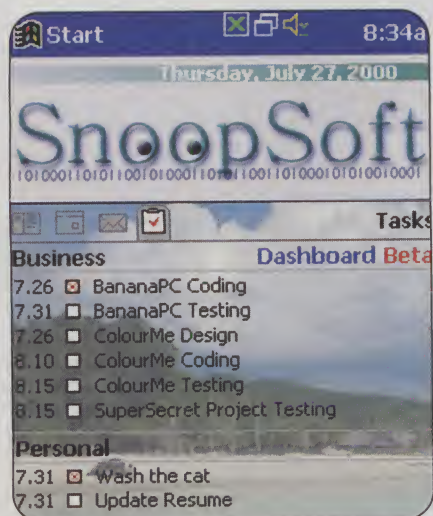 Start 8:34a
Thursday, July 27, 2000
SnoopSoft
Tasks
Business Dashboard Beta
7.26 BananaPC Coding
7.31 BananaPC Testing
7.26 ColourMe Design
8.10 ColourMe Coding
8.15 ColourMe Testing
8.15 SuperSecret Project Testing
Personal
7.31 Wash the cat
7.31 Update Resume